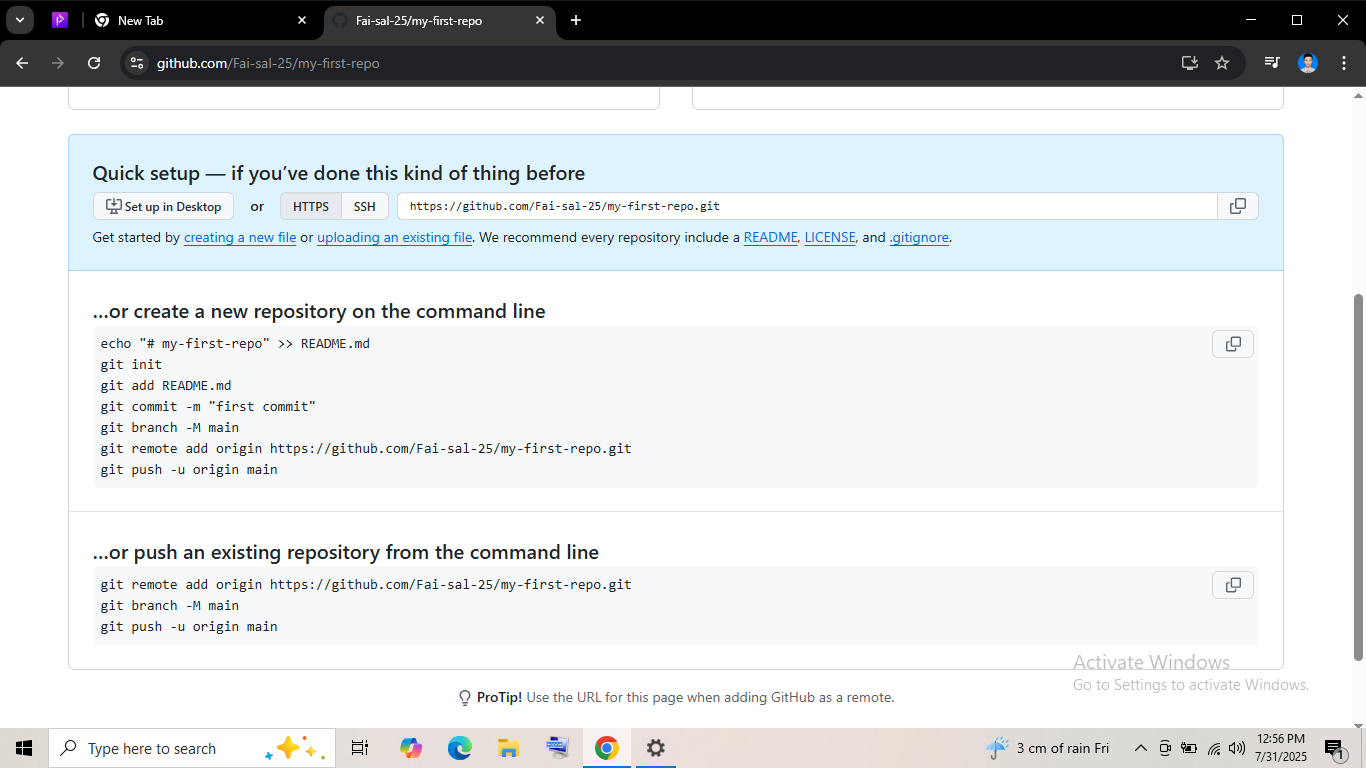 New Tab
Fai-sal-25/my-first-repo
github.com/Fai-sal-25/my-first-repo
Quick setup — if you’ve done this kind of thing before
Set up in Desktop or HTTPS SSH https://github.com/Fai-sal-25/my-first-repo.git
Get started by creating a new file or uploading an existing file. We recommend every repository include a README, LICENSE, and .gitignore.
…or create a new repository on the command line
echo "# my-first-repo" >> README.md
git init
git add README.md
git commit -m "first commit"
git branch -M main
git remote add origin https://github.com/Fai-sal-25/my-first-repo.git
git push -u origin main
…or push an existing repository from the command line
git remote add origin https://github.com/Fai-sal-25/my-first-repo.git
git branch -M main
git push -u origin main
Activate Windows
Go to Settings to activate Windows.
ProTip! Use the URL for this page when adding GitHub as a remote.
Type here to search
3 cm of rain Fri
12:56 PM
7/31/2025
1